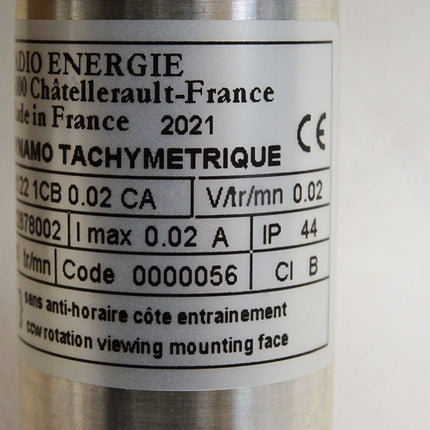 ADIO ENERGIE
00 Châtellerault-France
de in France 2021 CE
NAMO TACHYMETRIQUE
22 1CB 0.02 CA V/tr/mn 0.02
878002 I max 0.02 A IP 44
tr/mn Code 0000056 Cl B
sens anti-horaire côte entrainement
ccw rotation viewing mounting face